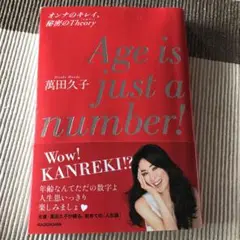 オンナのキレイ、
秘密のTheory
Age is
just a
number!
萬田久子
Wow!
KANREKI!?
年齢なんてただの数字よ
人生思いっきり
楽しみましょ♥
KADOKAWA